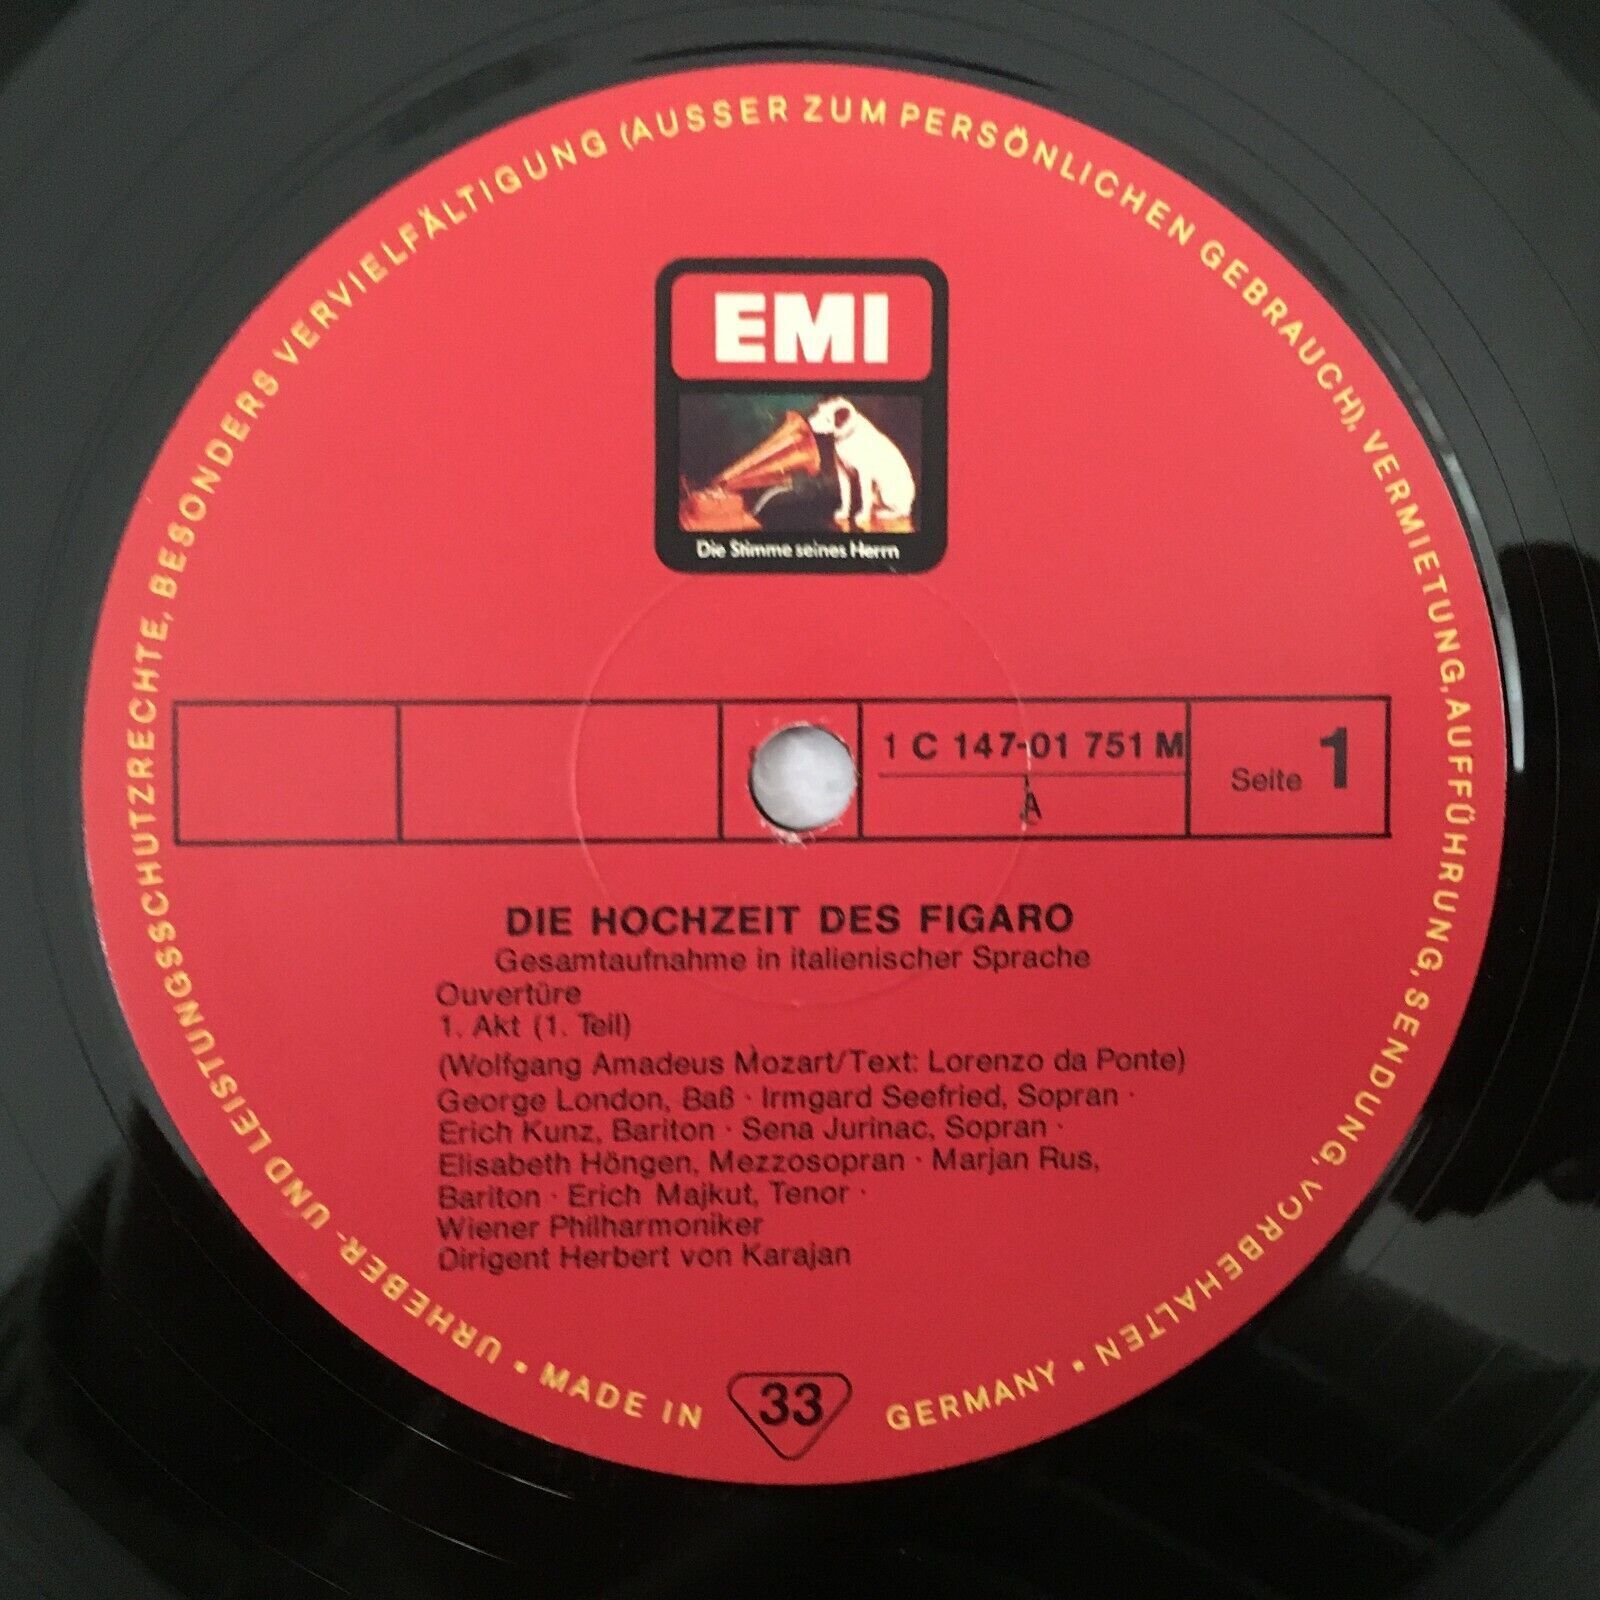 URHEBER- UND LEISTUNGSSCHUTZRECHTE, BESONDERS VERVIELFÄLTIGUNG (AUSSER ZUM PERSÖNLICHEN GEBRAUCH), VERMIETUNG, AUFFÜHRUNG, SENDUNG, VORBEHALTEN •
EMI
Die Stimme seines Herrn
1 C 147-01 751 M
A
Seite 1
DIE HOCHZEIT DES FIGARO
Gesamtaufnahme in italienischer Sprache
Ouvertüre
1. Akt (1. Teil)
(Wolfgang Amadeus Mozart/Text: Lorenzo da Ponte)
George London, Baß · Irmgard Seefried, Sopran ·
Erich Kunz, Bariton · Sena Jurinac, Sopran ·
Elisabeth Höngen, Mezzosopran · Marjan Rus,
Bariton · Erich Majkut, Tenor ·
Wiener Philharmoniker
Dirigent Herbert von Karajan
• MADE IN GERMANY •
33